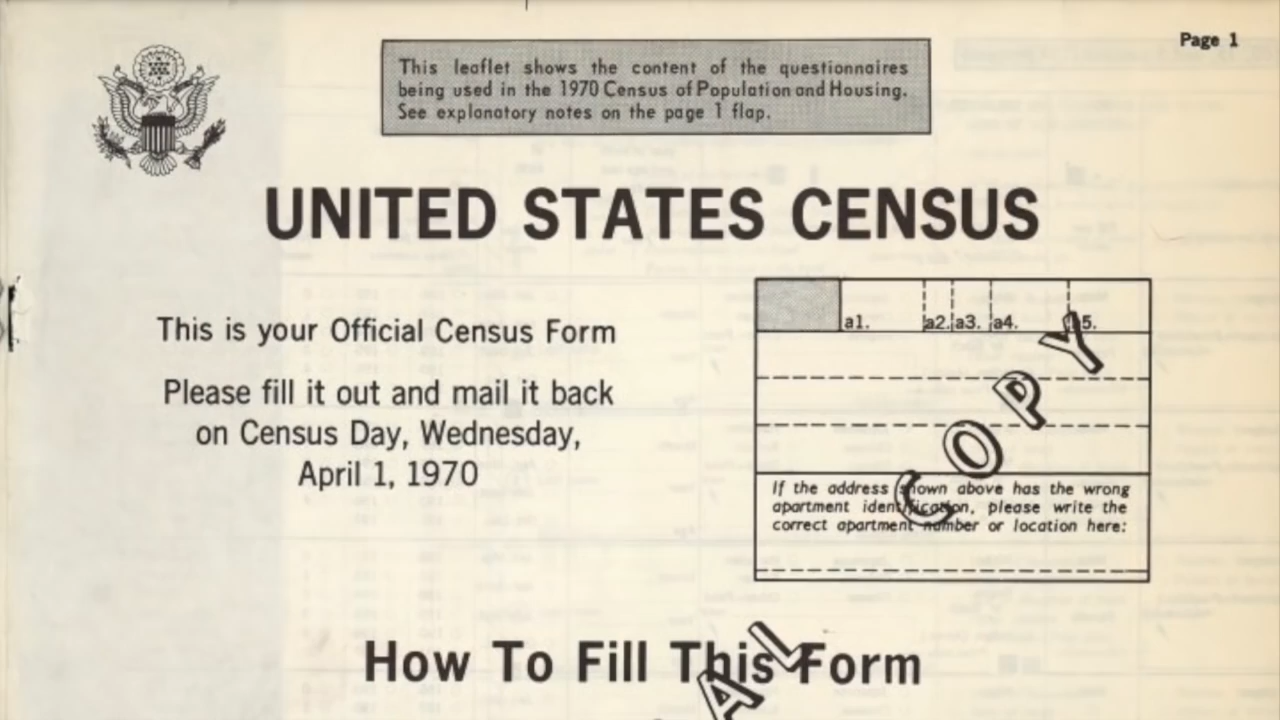 Page 1
This leaflet shows the content of the questionnaires
being used in the 1970 Census of Population and Housing.
See explanatory notes on the page 1 flap.
UNITED STATES CENSUS
This is your Official Census Form
Please fill it out and mail it back
on Census Day, Wednesday,
April 1, 1970
a1. a2. a3. a4. a5.
COPY
If the address shown above has the wrong
apartment identification, please write the
correct apartment number or location here:
How To Fill This Form
AL